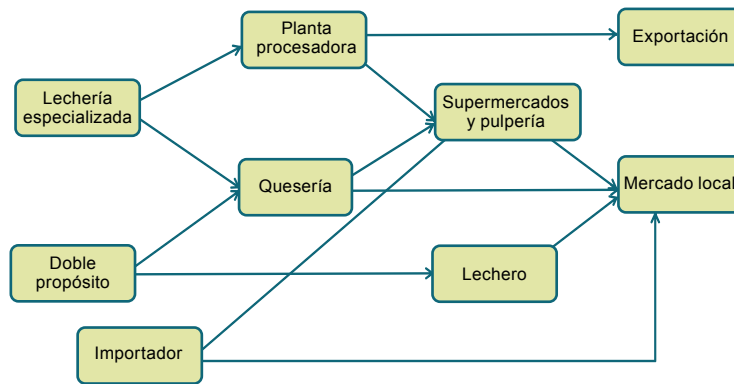 Planta
procesadora
Exportación
Lechería
especializada
Supermercados
y pulpería
Quesería
Mercado local
Doble
propósito
Lechero
Importador